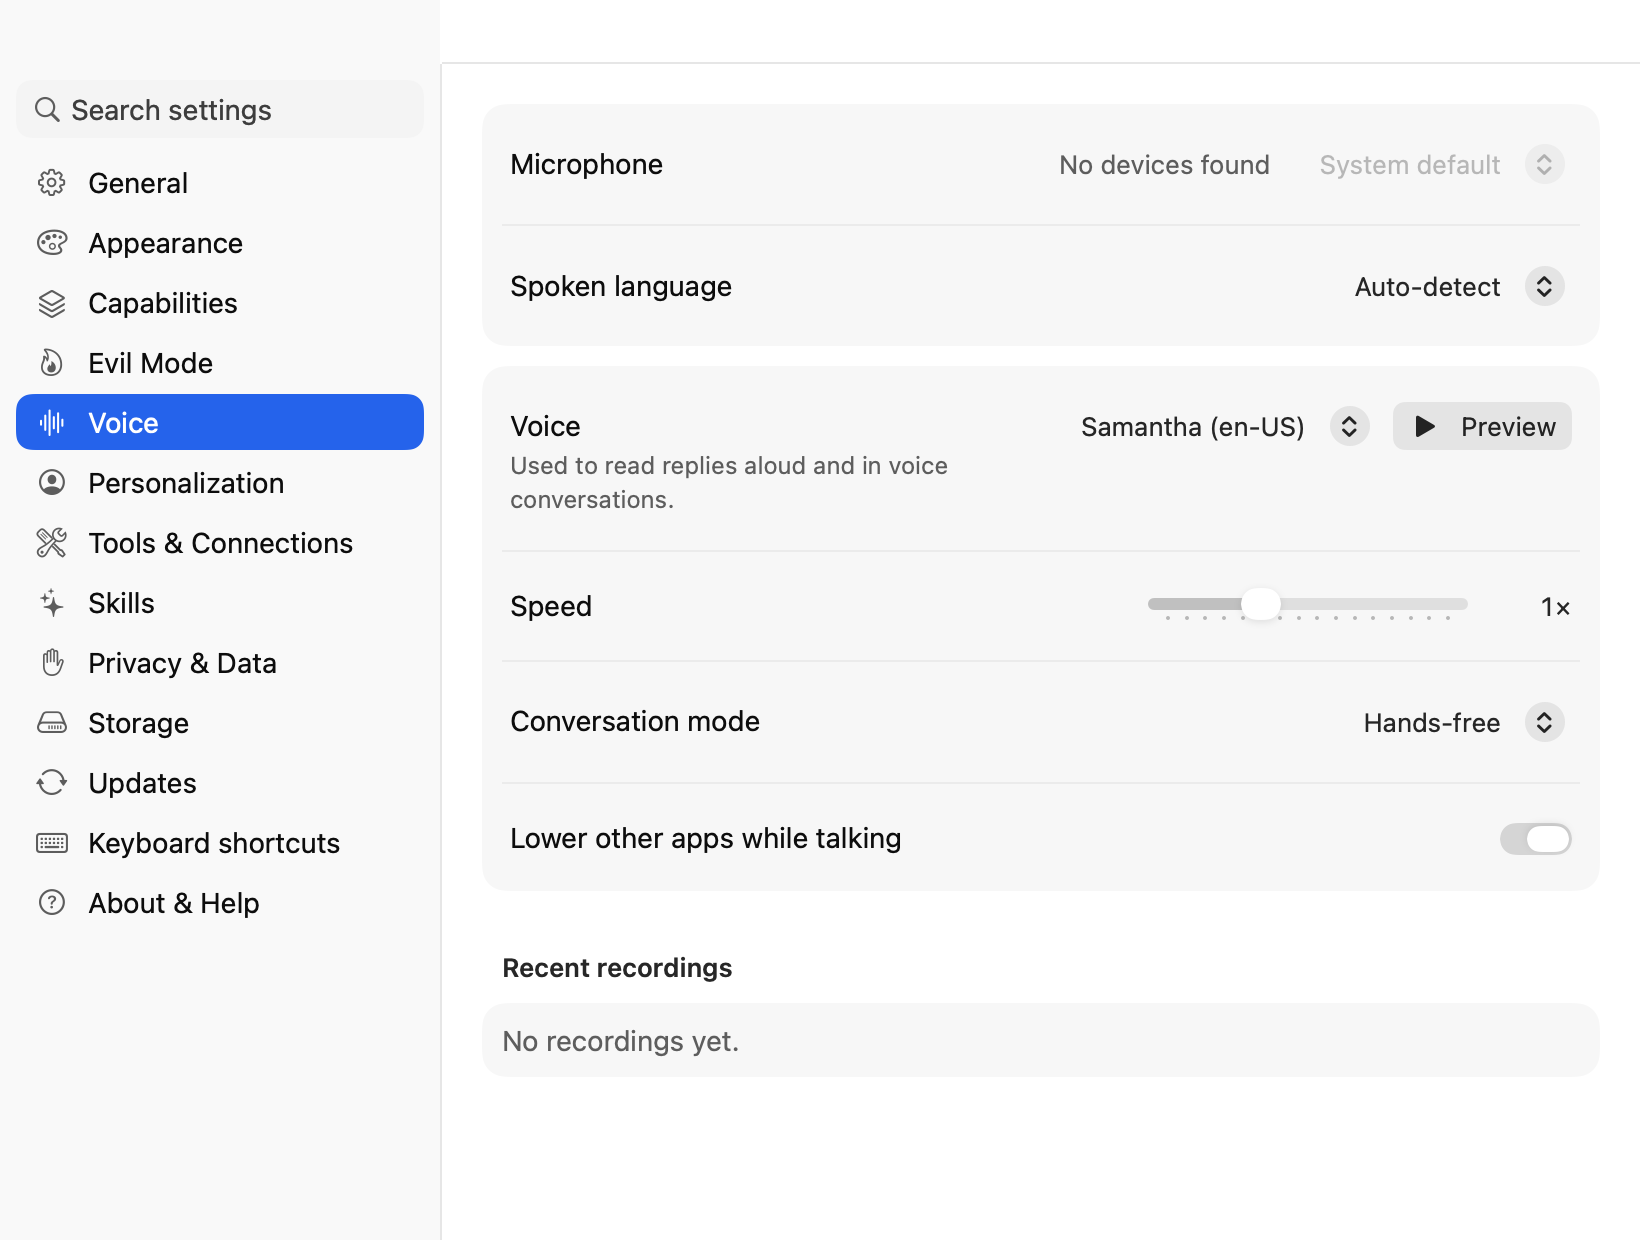 Search settings
General
Appearance
Capabilities
Evil Mode
Voice
Personalization
Tools & Connections
Skills
Privacy & Data
Storage
Updates
Keyboard shortcuts
About & Help
Microphone No devices found System default
Spoken language Auto-detect
Voice Samantha (en-US) Preview
Used to read replies aloud and in voice
conversations.
Speed 1×
Conversation mode Hands-free
Lower other apps while talking
Recent recordings
No recordings yet.